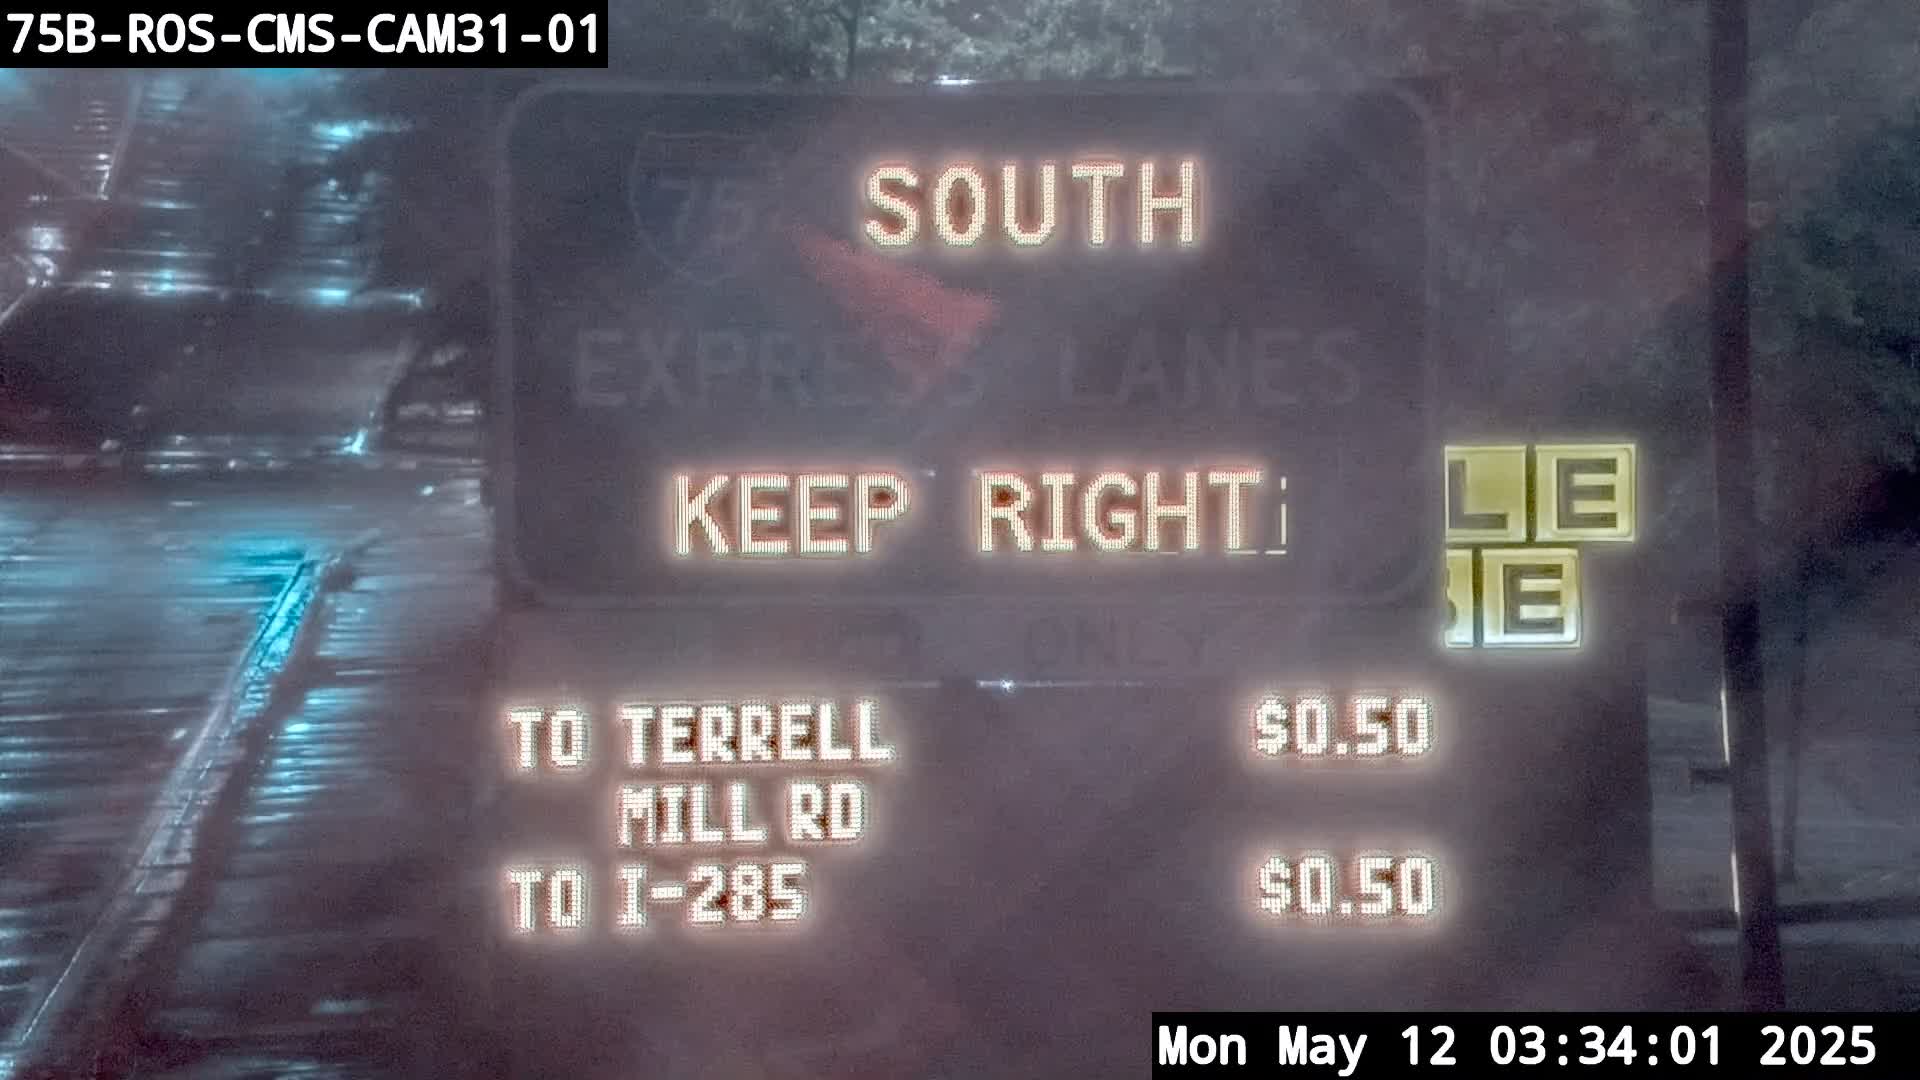 75B-ROS-CMS-CAM31-01
75 SOUTH
EXPRESS LANES
KEEP RIGHT
LE
E
ONLY
TO TERRELL MILL RD $0.50
TO I-285 $0.50
Mon May 12 03:34:01 2025